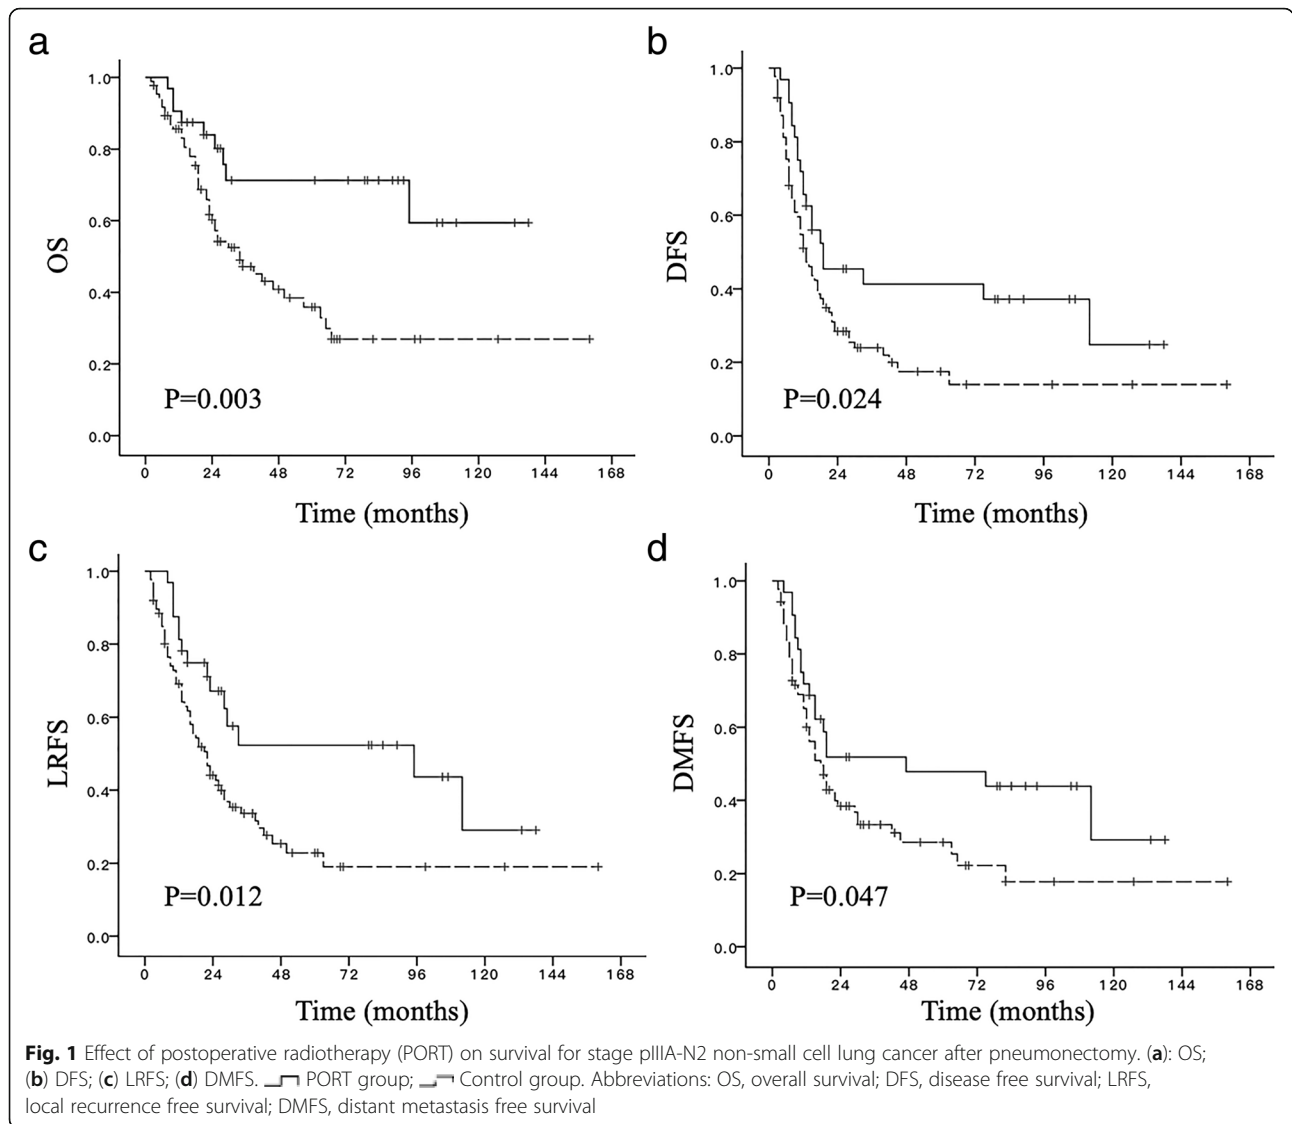 a
1.0
0.8
0.6
0.4
0.2
0.0
OS
P=0.003
0 24 48 72 96 120 144 168
Time (months)
b
1.0
0.8
0.6
0.4
0.2
0.0
DFS
P=0.024
0 24 48 72 96 120 144 168
Time (months)
c
1.0
0.8
0.6
0.4
0.2
0.0
LRFS
P=0.012
0 24 48 72 96 120 144 168
Time (months)
d
1.0
0.8
0.6
0.4
0.2
0.0
DMFS
P=0.047
0 24 48 72 96 120 144 168
Time (months)
Fig. 1 Effect of postoperative radiotherapy (PORT) on survival for stage pIIIA-N2 non-small cell lung cancer after pneumonectomy. (a): OS;
(b) DFS; (c) LRFS; (d) DMFS. PORT group; Control group. Abbreviations: OS, overall survival; DFS, disease free survival; LRFS,
local recurrence free survival; DMFS, distant metastasis free survival